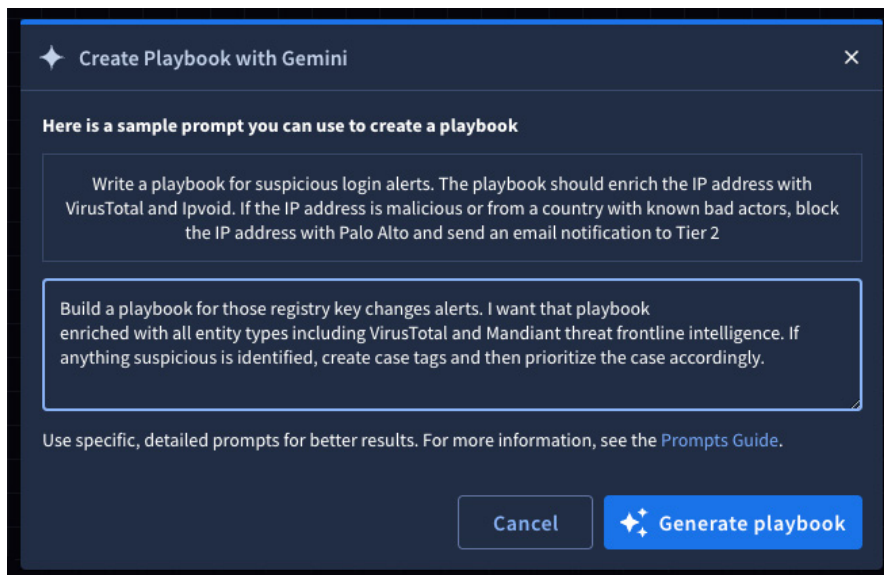 Create Playbook with Gemini
Here is a sample prompt you can use to create a playbook
Write a playbook for suspicious login alerts. The playbook should enrich the IP address with
VirusTotal and Ipvoid. If the IP address is malicious or from a country with known bad actors, block
the IP address with Palo Alto and send an email notification to Tier 2
Build a playbook for those registry key changes alerts. I want that playbook
enriched with all entity types including VirusTotal and Mandiant threat frontline intelligence. If
anything suspicious is identified, create case tags and then prioritize the case accordingly.
Use specific, detailed prompts for better results. For more information, see the Prompts Guide.
Cancel
Generate playbook